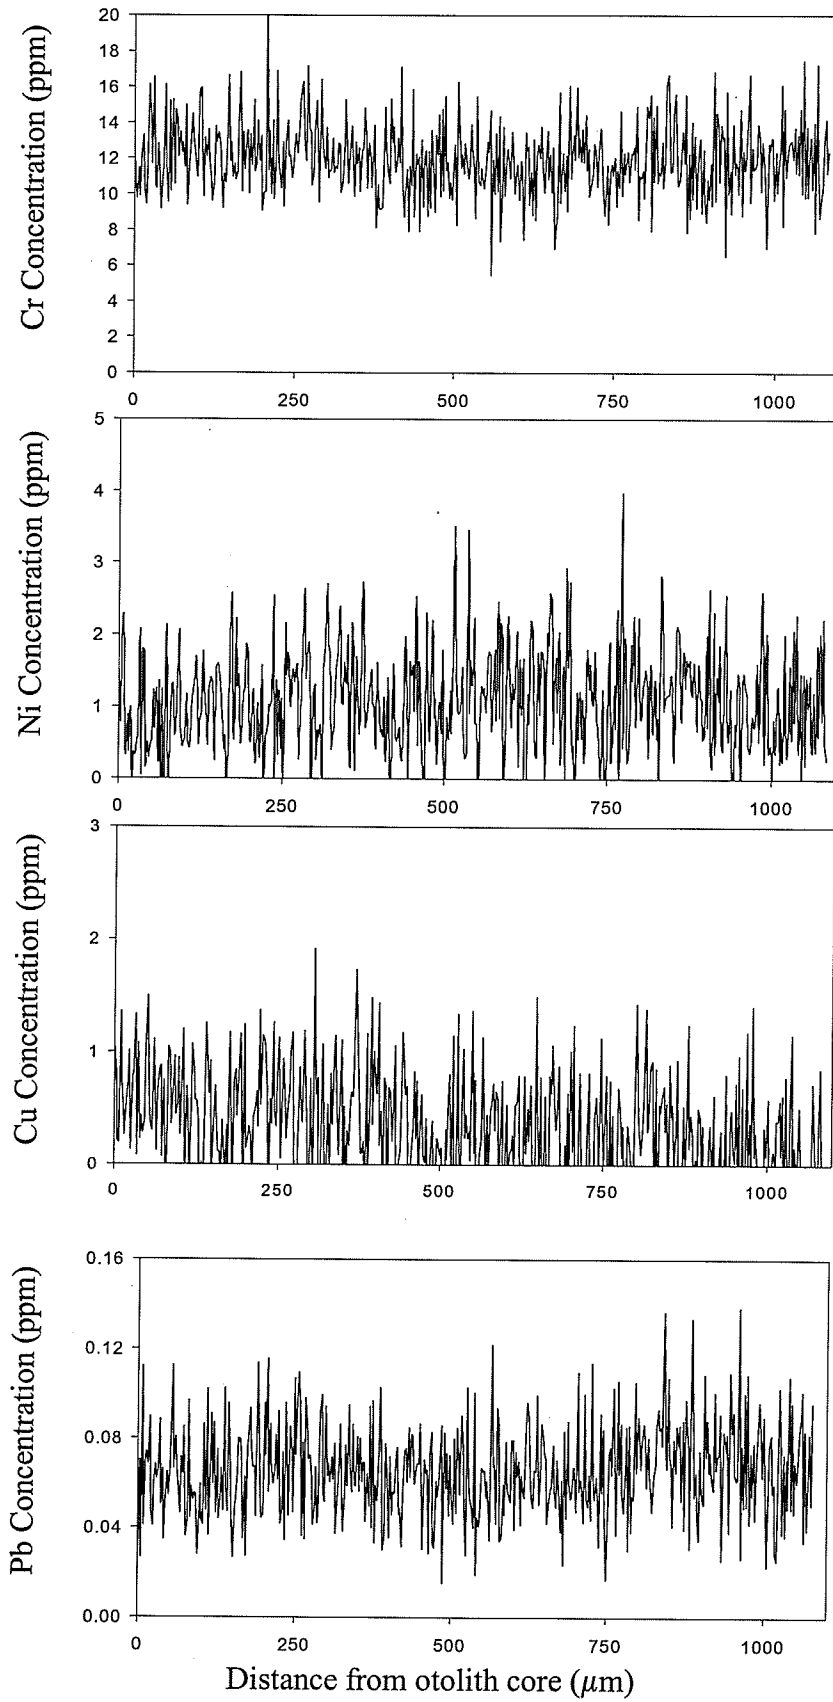 Cr Concentration (ppm)
20
18
16
14
12
10
8
6
4
2
0
0 250 500 750 1000
Ni Concentration (ppm)
5
4
3
2
1
0
0 250 500 750 1000
Cu Concentration (ppm)
3
2
1
0
0 250 500 750 1000
Pb Concentration (ppm)
0.16
0.12
0.08
0.04
0.00
0 250 500 750 1000
Distance from otolith core (μm)